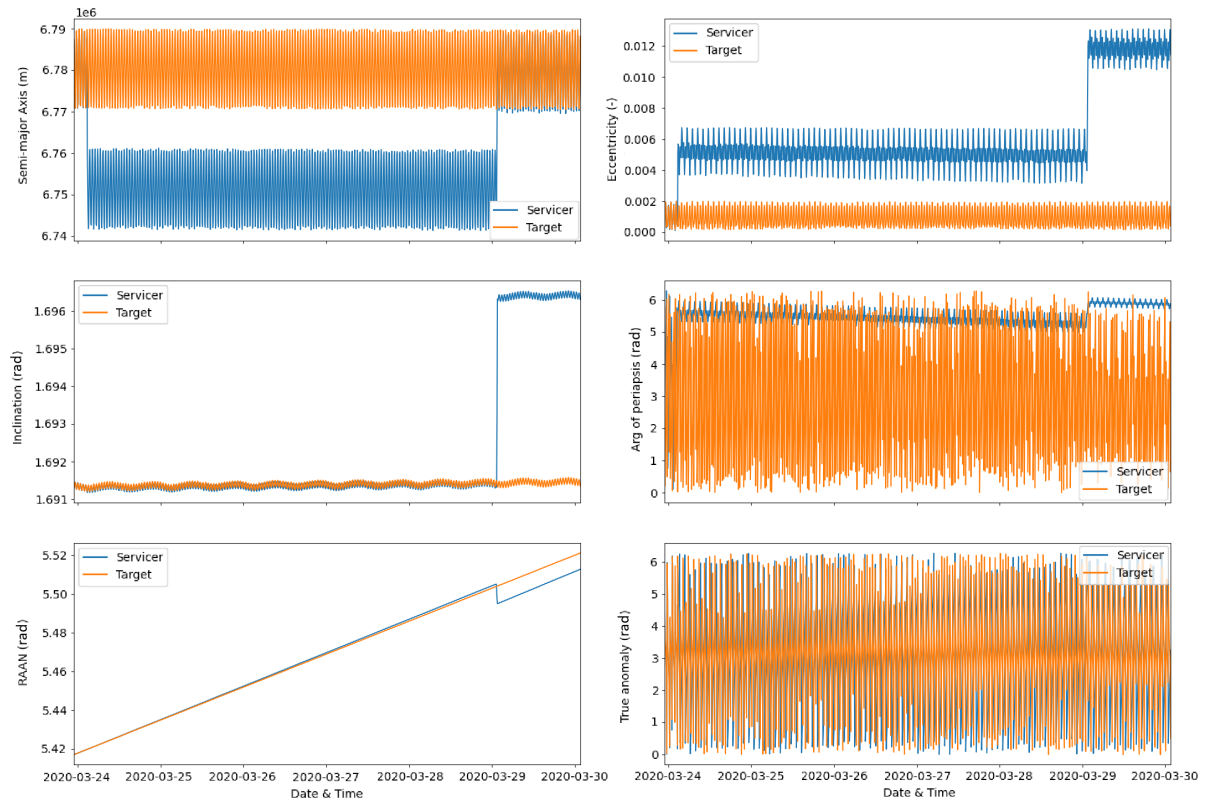 1e6
6.79
6.78
6.77
6.76
6.75
6.74
Semi-major Axis (m)
Servicer
Target
0.012
0.010
0.008
0.006
0.004
0.002
0.000
Eccentricity (-)
Servicer
Target
1.696
1.695
1.694
1.693
1.692
1.691
Inclination (rad)
Servicer
Target
6
5
4
3
2
1
0
Arg of periapsis (rad)
Servicer
Target
5.52
5.50
5.48
5.46
5.44
5.42
RAAN (rad)
Servicer
Target
2020-03-24 2020-03-25 2020-03-26 2020-03-27 2020-03-28 2020-03-29 2020-03-30
Date & Time
6
5
4
3
2
1
0
True anomaly (rad)
Servicer
Target
2020-03-24 2020-03-25 2020-03-26 2020-03-27 2020-03-28 2020-03-29 2020-03-30
Date & Time